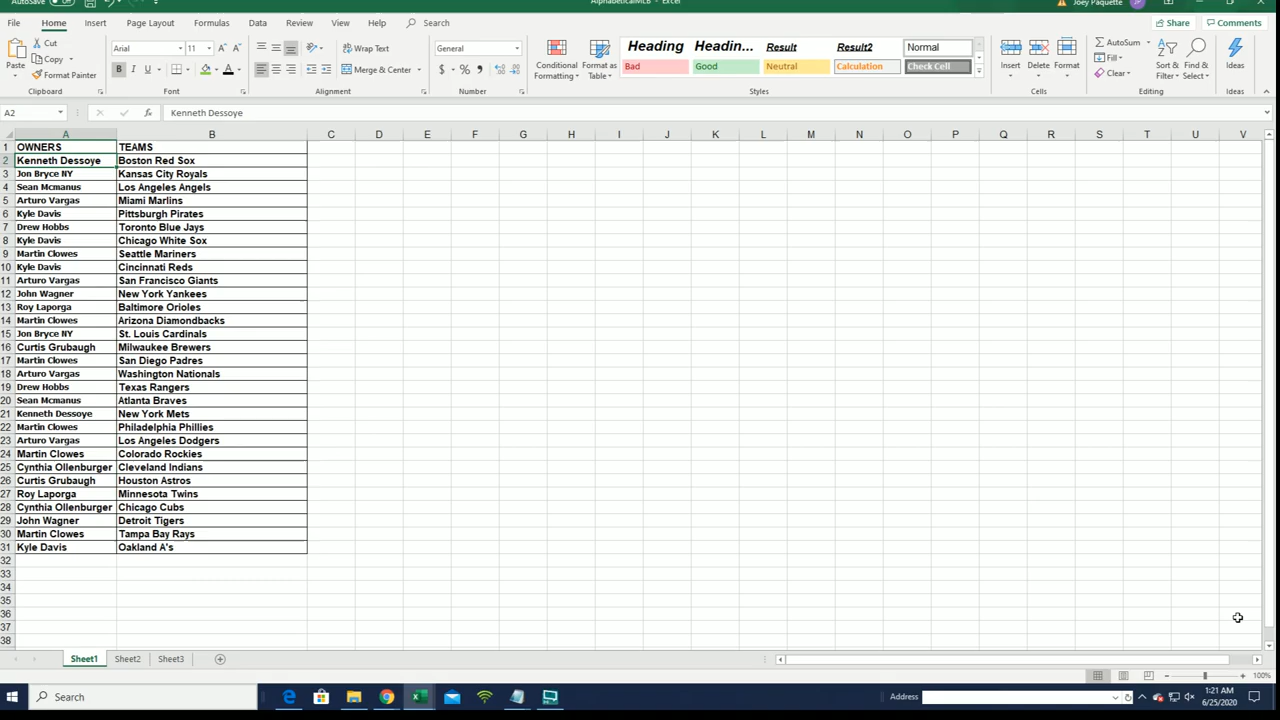 AutoSave Off AlphabeticalMLB - Excel Joey Paquette JP
File Home Insert Page Layout Formulas Data Review View Help Search Share Comments
Paste Cut Copy Format Painter Clipboard
Arial 11 A A B I U A Font
ab Wrap Text Merge & Center Alignment
General $ % , Number
Conditional Formatting Format as Table
Heading Headin... Result Result2 Normal
Bad Good Neutral Calculation Check Cell
Styles
Insert Delete Format Cells
AutoSum Fill Clear Sort & Filter Find & Select Editing
Ideas Ideas
A2 fx Kenneth Dessoye
A B C D E F G H I J K L M N O P Q R S T U V
1 OWNERS TEAMS
2 Kenneth Dessoye Boston Red Sox
3 Jon Bryce NY Kansas City Royals
4 Sean Mcmanus Los Angeles Angels
5 Arturo Vargas Miami Marlins
6 Kyle Davis Pittsburgh Pirates
7 Drew Hobbs Toronto Blue Jays
8 Kyle Davis Chicago White Sox
9 Martin Clowes Seattle Mariners
10 Kyle Davis Cincinnati Reds
11 Arturo Vargas San Francisco Giants
12 John Wagner New York Yankees
13 Roy Laporga Baltimore Orioles
14 Martin Clowes Arizona Diamondbacks
15 Jon Bryce NY St. Louis Cardinals
16 Curtis Grubaugh Milwaukee Brewers
17 Martin Clowes San Diego Padres
18 Arturo Vargas Washington Nationals
19 Drew Hobbs Texas Rangers
20 Sean Mcmanus Atlanta Braves
21 Kenneth Dessoye New York Mets
22 Martin Clowes Philadelphia Phillies
23 Arturo Vargas Los Angeles Dodgers
24 Martin Clowes Colorado Rockies
25 Cynthia Ollenburger Cleveland Indians
26 Curtis Grubaugh Houston Astros
27 Roy Laporga Minnesota Twins
28 Cynthia Ollenburger Chicago Cubs
29 John Wagner Detroit Tigers
30 Martin Clowes Tampa Bay Rays
31 Kyle Davis Oakland A's
32
33
34
35
36
37
38
Sheet1 Sheet2 Sheet3
100%
Search Address 1:21 AM
6/25/2020